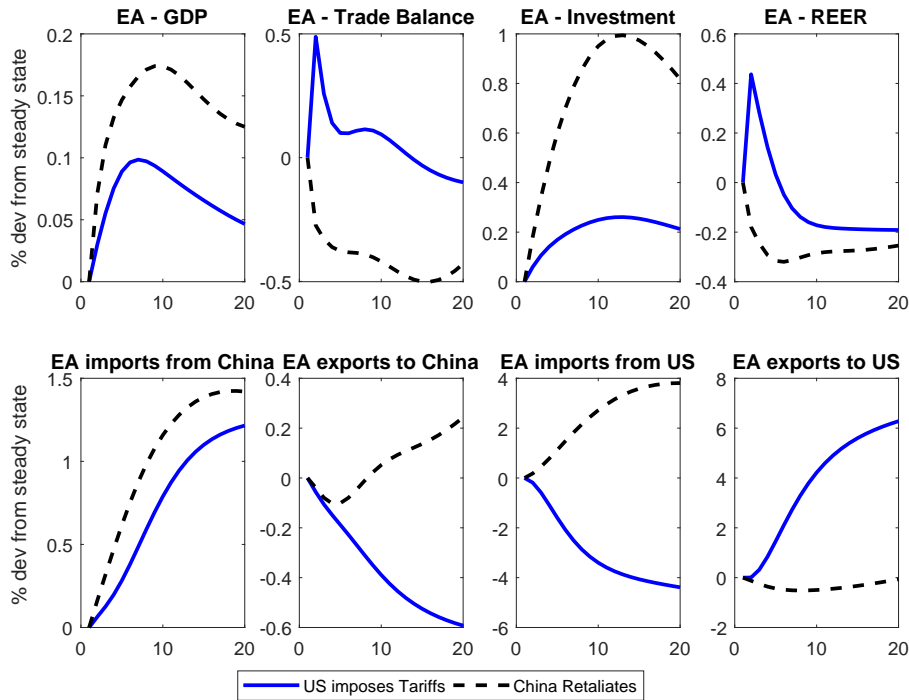 EA - GDP
EA - Trade Balance
EA - Investment
EA - REER
% dev from steady state
0.2
0.15
0.1
0.05
0
0 10 20
0.5
0
-0.5
0 10 20
1
0.8
0.6
0.4
0.2
0
0 10 20
0.6
0.4
0.2
0
-0.2
-0.4
0 10 20
EA imports from China
EA exports to China
EA imports from US
EA exports to US
% dev from steady state
1.5
1
0.5
0
0 10 20
0.4
0.2
0
-0.2
-0.4
-0.6
0 10 20
4
2
0
-2
-4
-6
0 10 20
8
6
4
2
0
-2
0 10 20
US imposes Tariffs China Retaliates